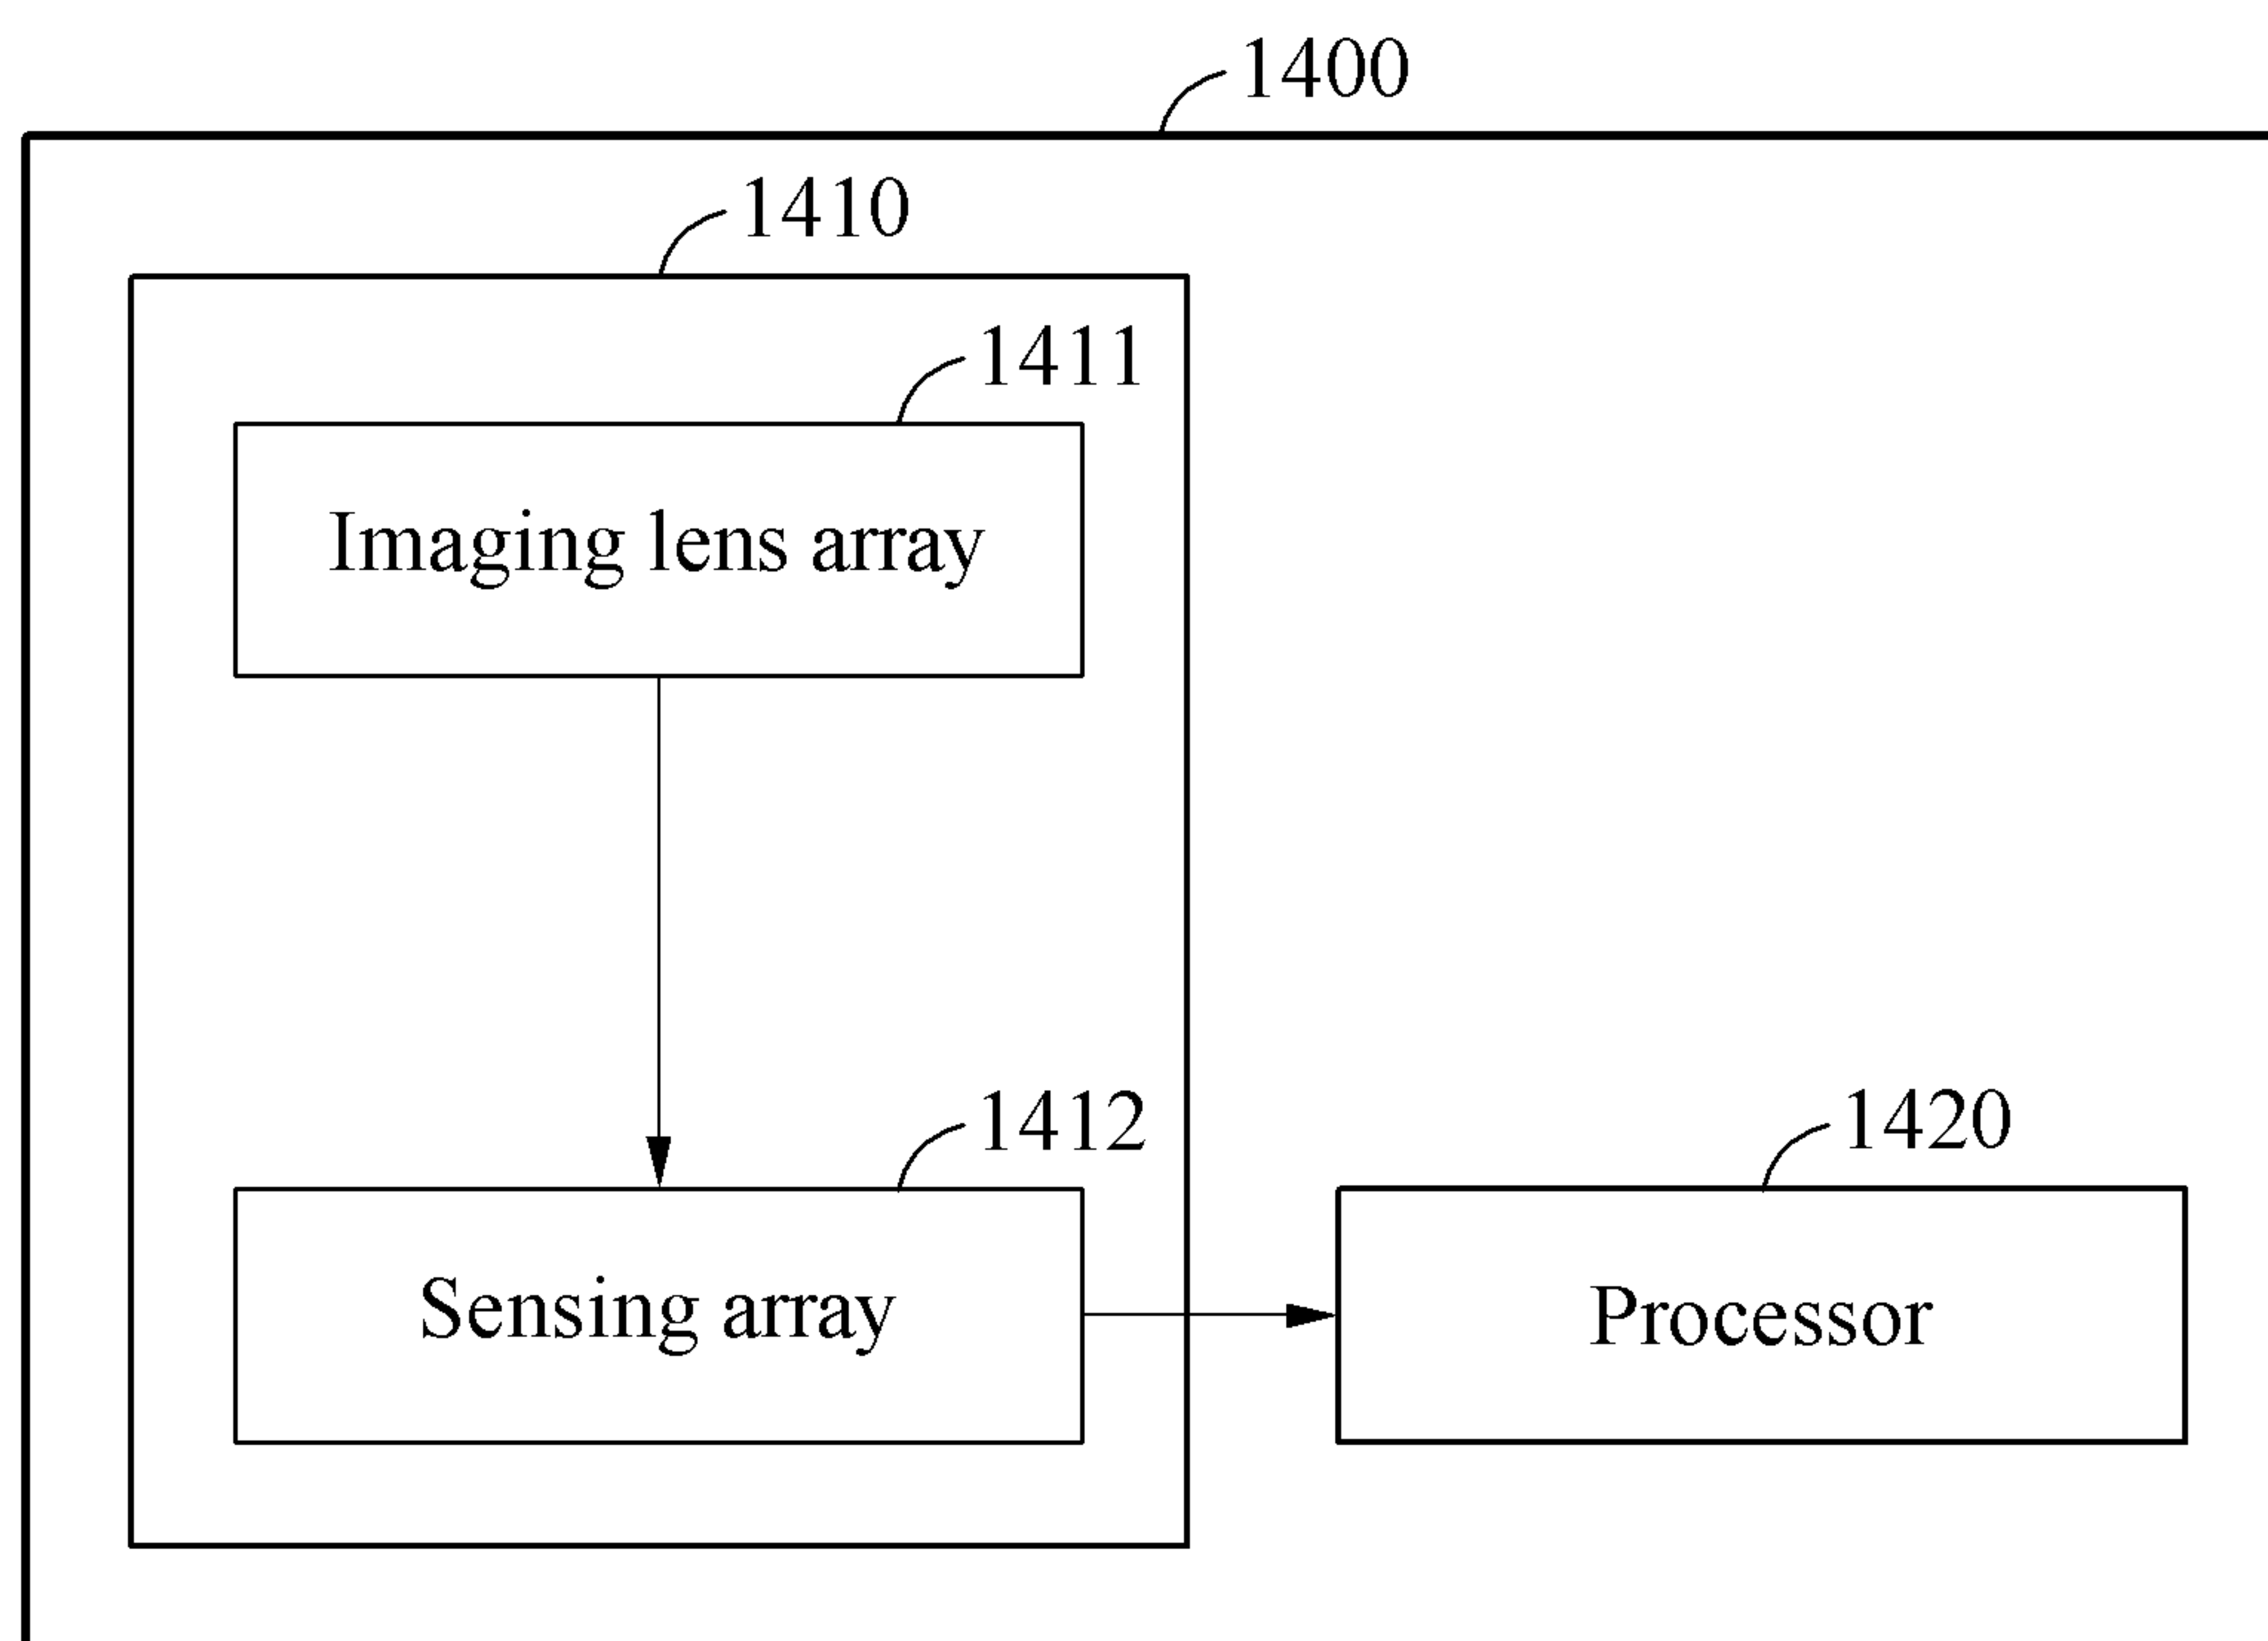 1400
1410
1411
Imaging lens array
1412
Sensing array
1420
Processor